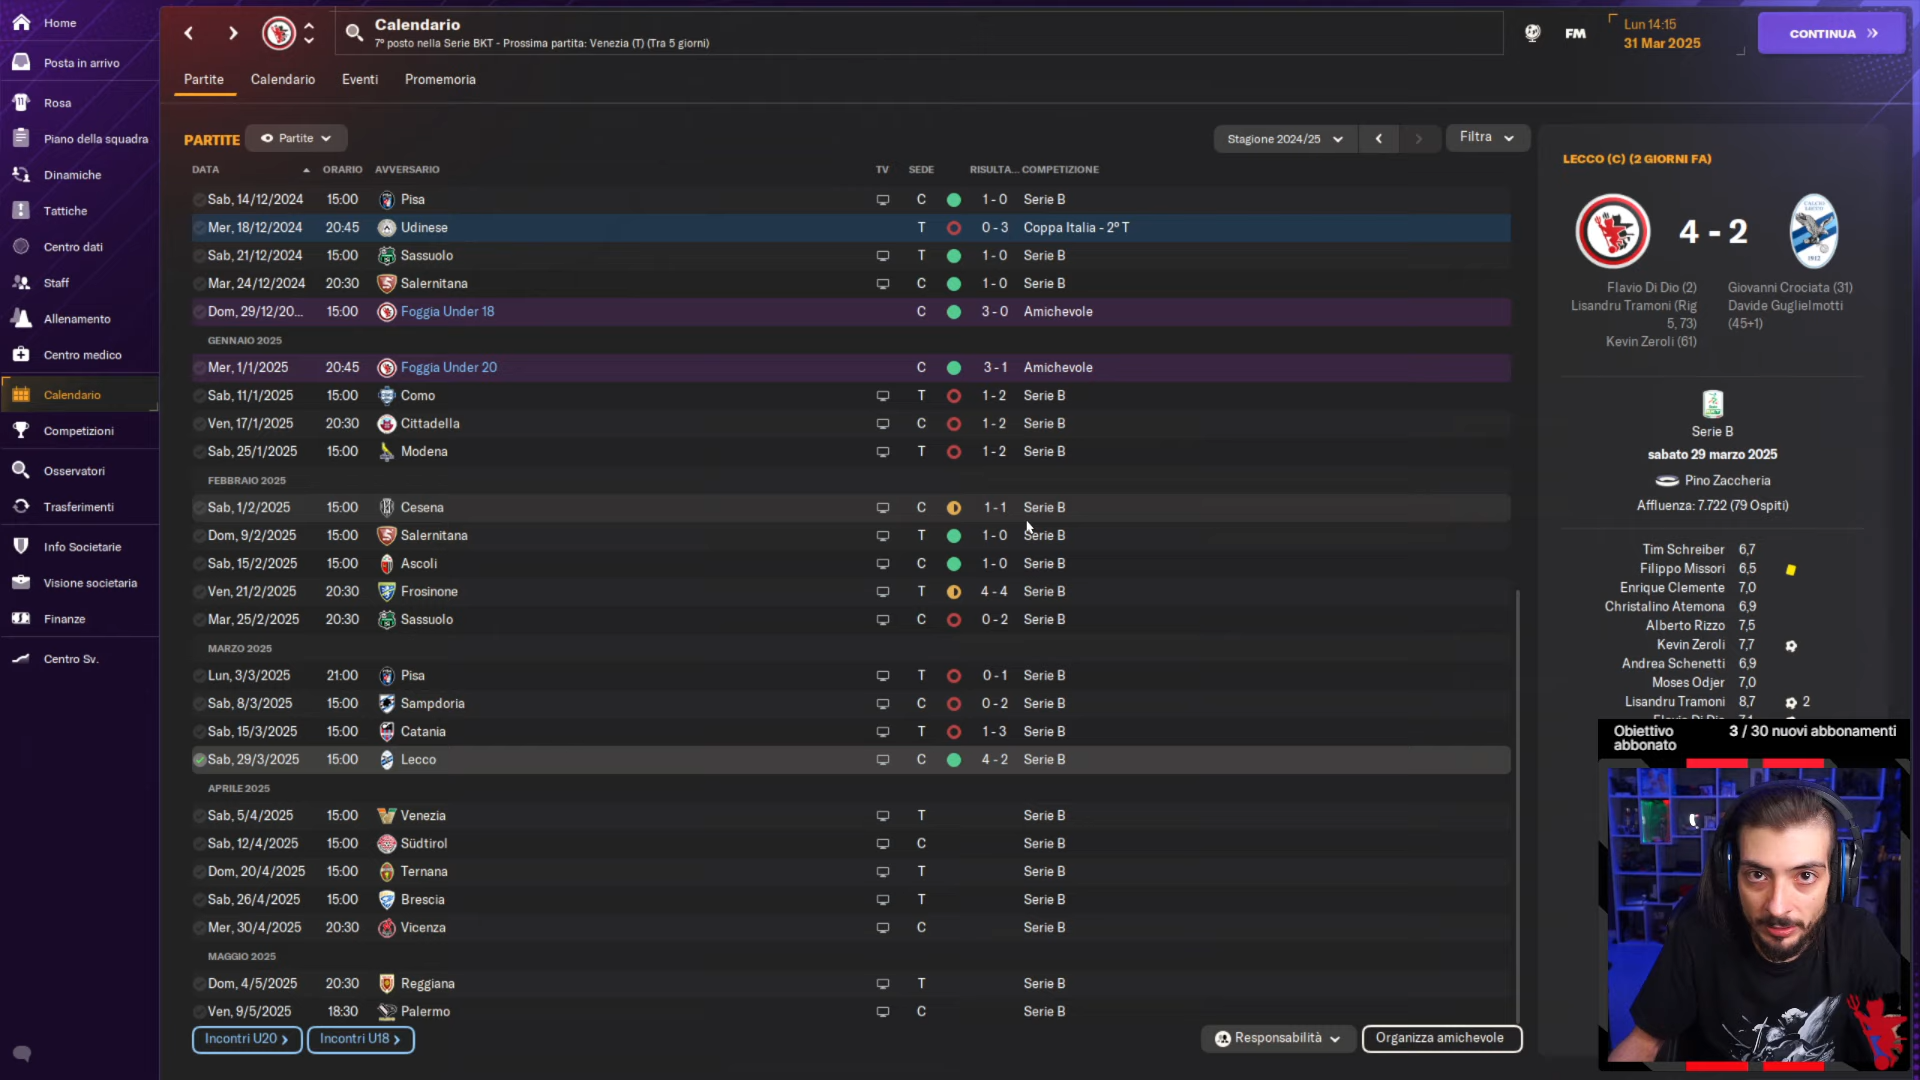 Home
Posta in arrivo
Rosa
Piano della squadra
Dinamiche
Tattiche
Centro dati
Staff
Allenamento
Centro medico
Calendario
Competizioni
Osservatori
Trasferimenti
Info Societarie
Visione societaria
Finanze
Centro Sv.
Calendario
7° posto nella Serie BKT - Prossima partita: Venezia (T) (Tra 5 giorni)
FM
Lun 14:15
31 Mar 2025
CONTINUA
Partite Calendario Eventi Promemoria
PARTITE Partite Stagione 2024/25 Filtra
DATA ORARIO AVVERSARIO TV SEDE RISULTA... COMPETIZIONE
Sab, 14/12/2024 15:00 Pisa C 1 - 0 Serie B
Mer, 18/12/2024 20:45 Udinese T 0 - 3 Coppa Italia - 2° T
Sab, 21/12/2024 15:00 Sassuolo T 1 - 0 Serie B
Mar, 24/12/2024 20:30 Salernitana C 1 - 0 Serie B
Dom, 29/12/20... 15:00 Foggia Under 18 C 3 - 0 Amichevole
GENNAIO 2025
Mer, 1/1/2025 20:45 Foggia Under 20 C 3 - 1 Amichevole
Sab, 11/1/2025 15:00 Como T 1 - 2 Serie B
Ven, 17/1/2025 20:30 Cittadella C 1 - 2 Serie B
Sab, 25/1/2025 15:00 Modena T 1 - 2 Serie B
FEBBRAIO 2025
Sab, 1/2/2025 15:00 Cesena C 1 - 1 Serie B
Dom, 9/2/2025 15:00 Salernitana T 1 - 0 Serie B
Sab, 15/2/2025 15:00 Ascoli C 1 - 0 Serie B
Ven, 21/2/2025 20:30 Frosinone T 4 - 4 Serie B
Mar, 25/2/2025 20:30 Sassuolo C 0 - 2 Serie B
MARZO 2025
Lun, 3/3/2025 21:00 Pisa T 0 - 1 Serie B
Sab, 8/3/2025 15:00 Sampdoria C 0 - 2 Serie B
Sab, 15/3/2025 15:00 Catania T 1 - 3 Serie B
Sab, 29/3/2025 15:00 Lecco C 4 - 2 Serie B
APRILE 2025
Sab, 5/4/2025 15:00 Venezia T Serie B
Sab, 12/4/2025 15:00 Südtirol C Serie B
Dom, 20/4/2025 15:00 Ternana T Serie B
Sab, 26/4/2025 15:00 Brescia T Serie B
Mer, 30/4/2025 20:30 Vicenza C Serie B
MAGGIO 2025
Dom, 4/5/2025 20:30 Reggiana T Serie B
Ven, 9/5/2025 18:30 Palermo C Serie B
Incontri U20 Incontri U18
Responsabilità Organizza amichevole
LECCO (C) (2 GIORNI FA)
4 - 2
Flavio Di Dio (2)
Lisandru Tramoni (Rig
5, 73)
Kevin Zeroli (61)
Giovanni Crociata (31)
Davide Guglielmotti
(45+1)
Serie B
sabato 29 marzo 2025
Pino Zaccheria
Affluenza: 7.722 (79 Ospiti)
Tim Schreiber 6,7
Filippo Missori 6,5
Enrique Clemente 7,0
Christalino Atemona 6,9
Alberto Rizzo 7,5
Kevin Zeroli 7,7
Andrea Schenetti 6,9
Moses Odjer 7,0
Lisandru Tramoni 8,7 2
Obiettivo
abbonato
3 / 30 nuovi abbonamenti